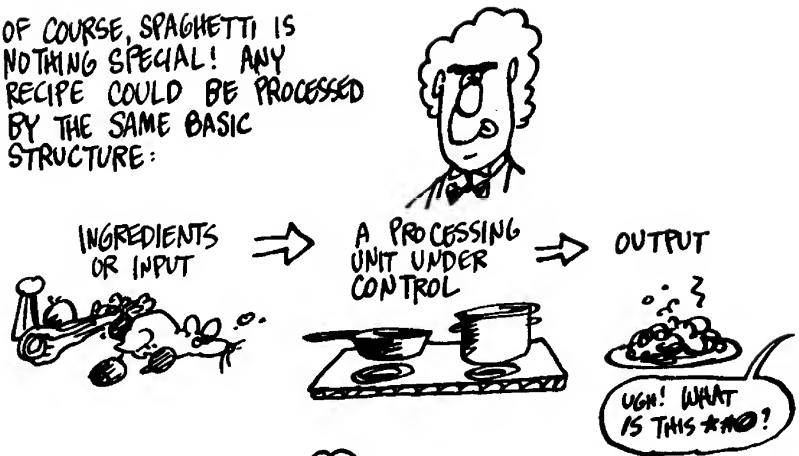 OF COURSE, SPAGHETTI IS
NOTHING SPECIAL! ANY
RECIPE COULD BE PROCESSED
BY THE SAME BASIC
STRUCTURE:
INGREDIENTS
OR INPUT
A PROCESSING
UNIT UNDER
CONTROL
OUTPUT
UGH! WHAT
IS THIS *#@?